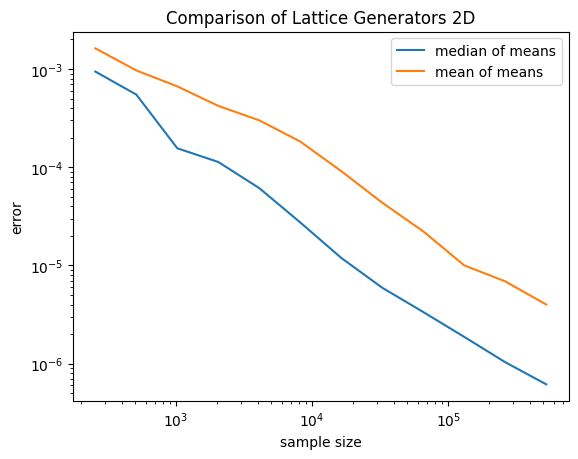 Comparison of Lattice Generators 2D
median of means
mean of means
10⁻³
10⁻⁴
10⁻⁵
10⁻⁶
error
10³ 10⁴ 10⁵
sample size